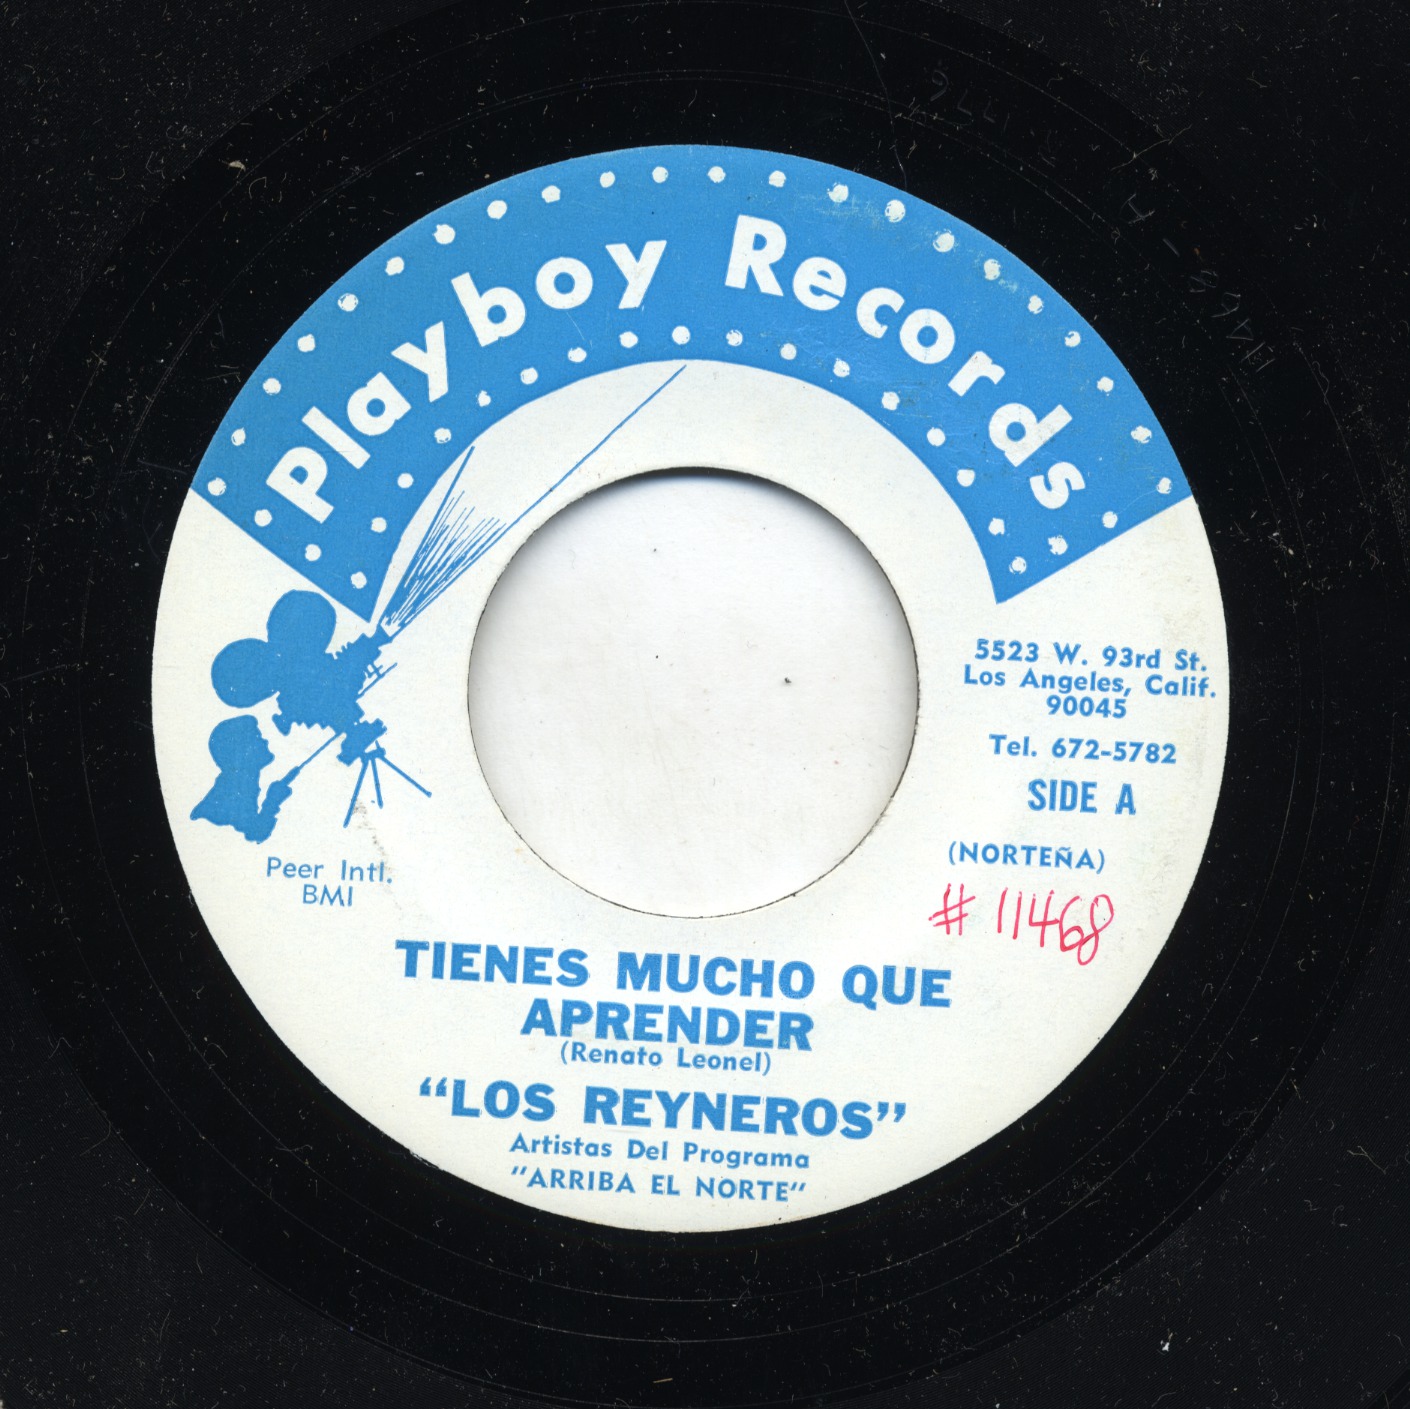 Playboy Records
5523 W. 93rd St.
Los Angeles, Calif.
90045
Tel. 672-5782
SIDE A
(NORTEÑA)
# 11468
Peer Intl.
BMI
TIENES MUCHO QUE
APRENDER
(Renato Leonel)
“LOS REYNEROS”
Artistas Del Programa
"ARRIBA EL NORTE"